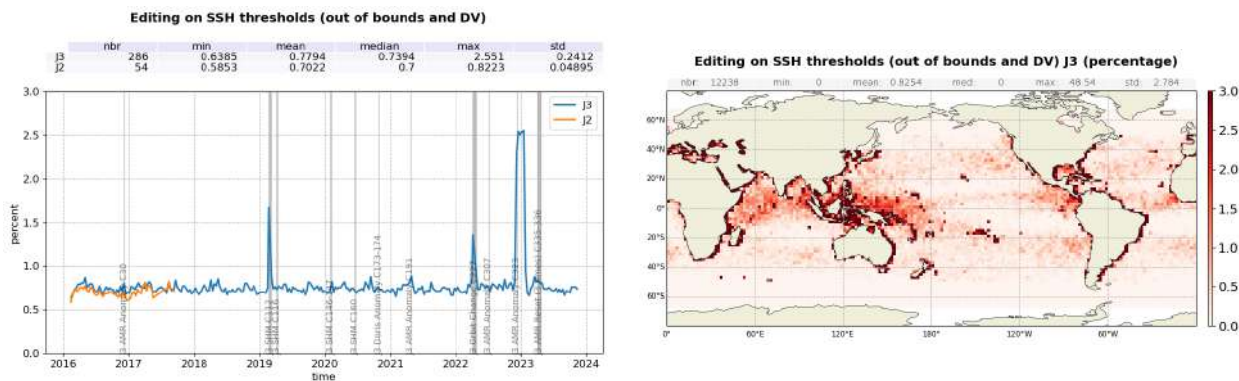 Editing on SSH thresholds (out of bounds and DV)
nbr min mean median max std
J3 286 0.6385 0.7794 0.7394 2.551 0.2412
J2 54 0.5853 0.7022 0.7 0.8223 0.04895
3.0
2.5
2.0
1.5
1.0
0.5
0.0
percent
J3
J2
2016 2017 2018 2019 2020 2021 2022 2023 2024
time
Editing on SSH thresholds (out of bounds and DV) J3 (percentage)
nbr: 12238 min: 0 mean: 0.8254 med: 0 max: 48.54 std: 2.784
60°N
40°N
20°N
0°
20°S
40°S
60°S
0° 60°E 120°E 180° 120°W 60°W
3.0
2.5
2.0
1.5
1.0
0.5
0.0